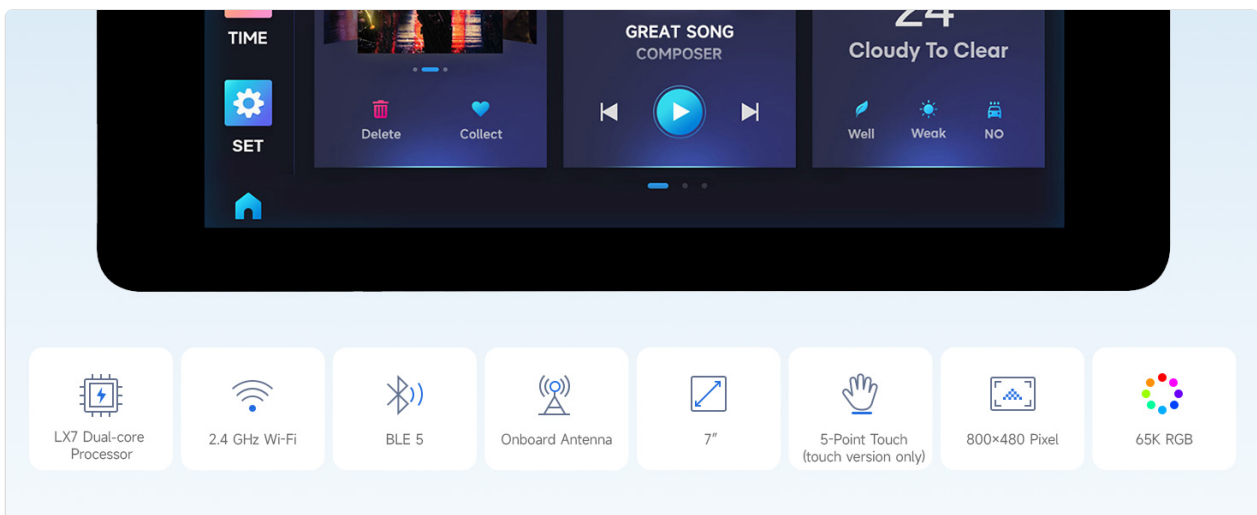 TIME
SET
Delete
Collect
GREAT SONG
COMPOSER
24
Cloudy To Clear
Well
Weak
NO
LX7 Dual-core
Processor
2.4 GHz Wi-Fi
BLE 5
Onboard Antenna
7″
5-Point Touch
(touch version only)
800×480 Pixel
65K RGB